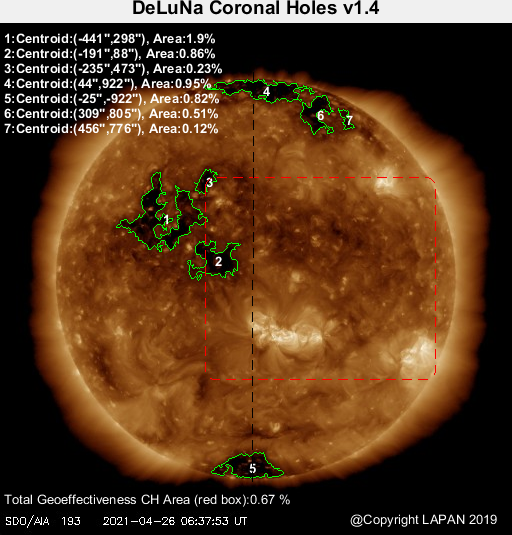 DeLuNa Coronal Holes v1.4
1:Centroid:(-441",298"), Area:1.9%
2:Centroid:(-191",88"), Area:0.86%
3:Centroid:(-235",473"), Area:0.23%
4:Centroid:(44",922"), Area:0.95%
5:Centroid:(-25",-922"), Area:0.82%
6:Centroid:(309",805"), Area:0.51%
7:Centroid:(456",776"), Area:0.12%
4
6
7
3
1
2
5
Total Geoeffectiveness CH Area (red box):0.67 %
SDO/AIA 193 2021-04-26 06:37:53 UT
@Copyright LAPAN 2019